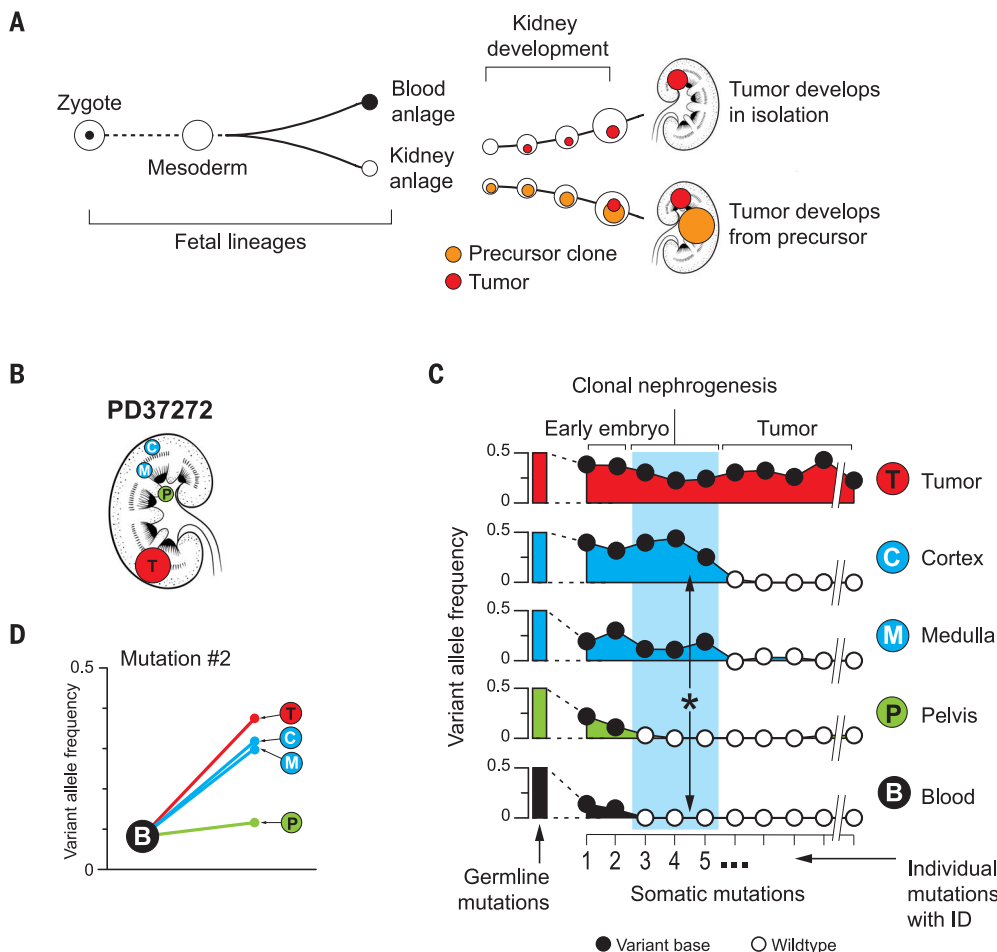 A
Zygote
Mesoderm
Blood
anlage
Kidney
anlage
Fetal lineages
Kidney
development
Tumor develops
in isolation
Tumor develops
from precursor
Precursor clone
Tumor
B
PD37272
C
M
P
T
C
Clonal nephrogenesis
Early embryo
Tumor
Variant allele frequency
0.5
0
T
Tumor
0.5
0
C
Cortex
0.5
0
M
Medulla
0.5
0
P
Pelvis
0.5
0
B
Blood
*
1 2 3 4 5 ...
Germline
mutations
Somatic mutations
Individual
mutations
with ID
Variant base
Wildtype
D
Mutation #2
Variant allele frequency
0.5
0
B
T
C
M
P